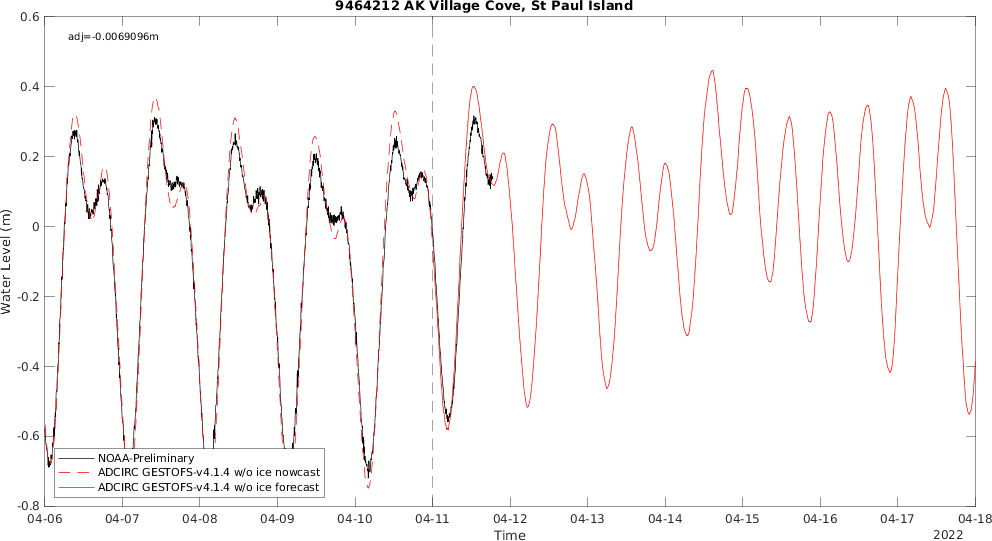 9464212 AK Village Cove, St Paul Island
adj=-0.0069096m
0.6
0.4
0.2
0
-0.2
-0.4
-0.6
-0.8
Water Level (m)
NOAA-Preliminary
ADCIRC GESTOFS-v4.1.4 w/o ice nowcast
ADCIRC GESTOFS-v4.1.4 w/o ice forecast
04-06 04-07 04-08 04-09 04-10 04-11 04-12 04-13 04-14 04-15 04-16 04-17 04-18
Time
2022